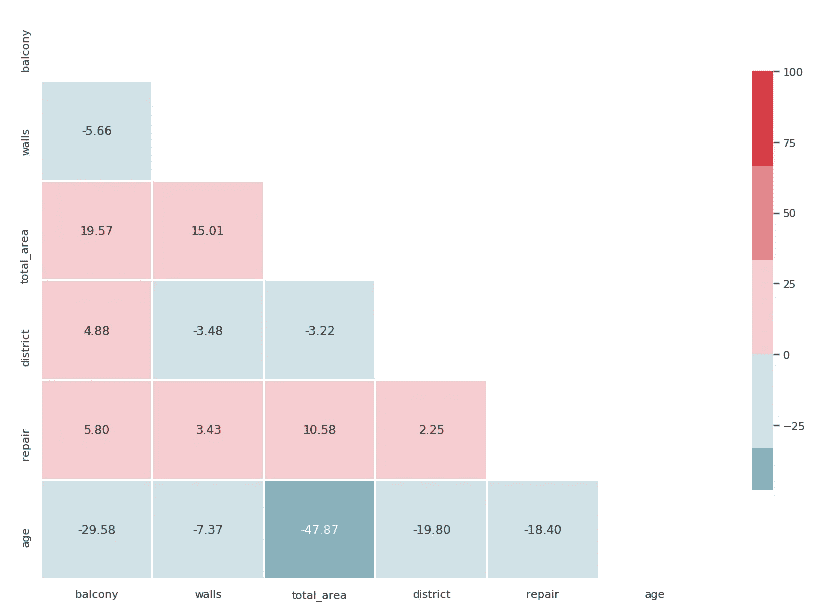 balcony
walls
-5.66
total_area
19.57 15.01
district
4.88 -3.48 -3.22
repair
5.80 3.43 10.58 2.25
age
-29.58 -7.37 -47.87 -19.80 -18.40
balcony walls total_area district repair age
100
75
50
25
0
−25